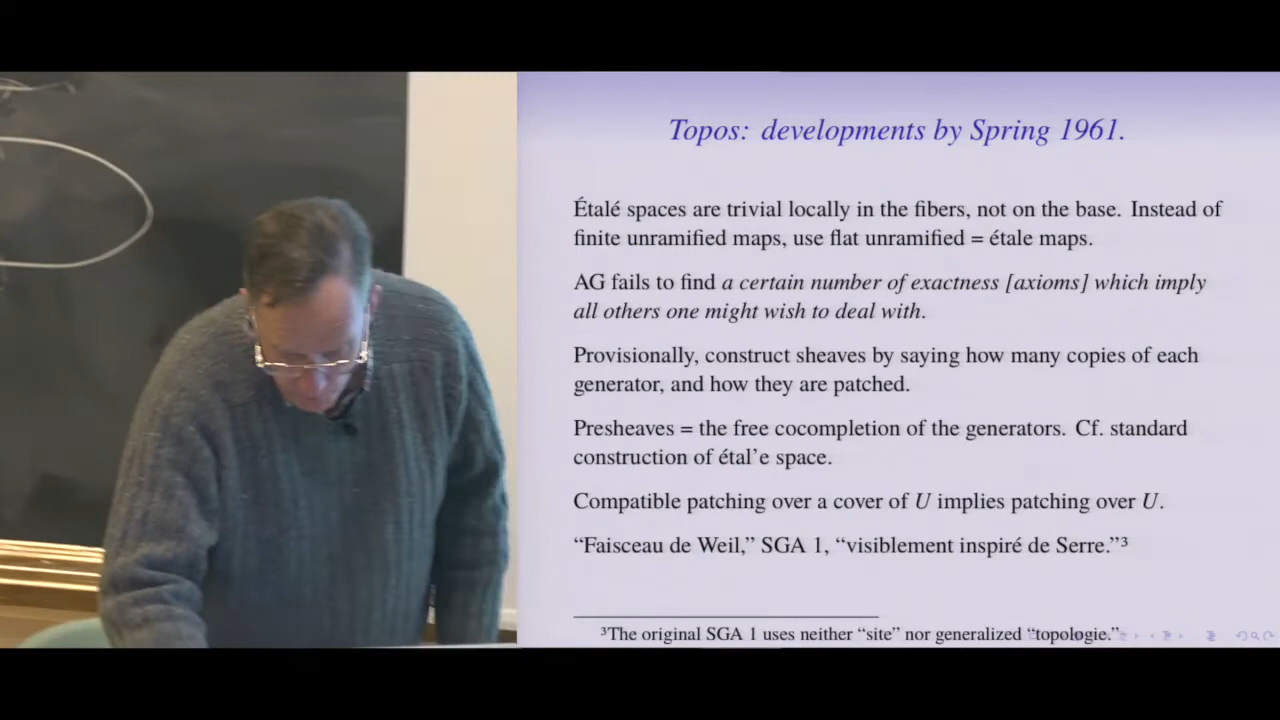 Topos: developments by Spring 1961.
Étalé spaces are trivial locally in the fibers, not on the base. Instead of
finite unramified maps, use flat unramified = étale maps.
AG fails to find a certain number of exactness [axioms] which imply
all others one might wish to deal with.
Provisionally, construct sheaves by saying how many copies of each
generator, and how they are patched.
Presheaves = the free cocompletion of the generators. Cf. standard
construction of étal’e space.
Compatible patching over a cover of U implies patching over U.
“Faisceau de Weil,” SGA 1, “visiblement inspiré de Serre.”³
³The original SGA 1 uses neither “site” nor generalized “topologie.”